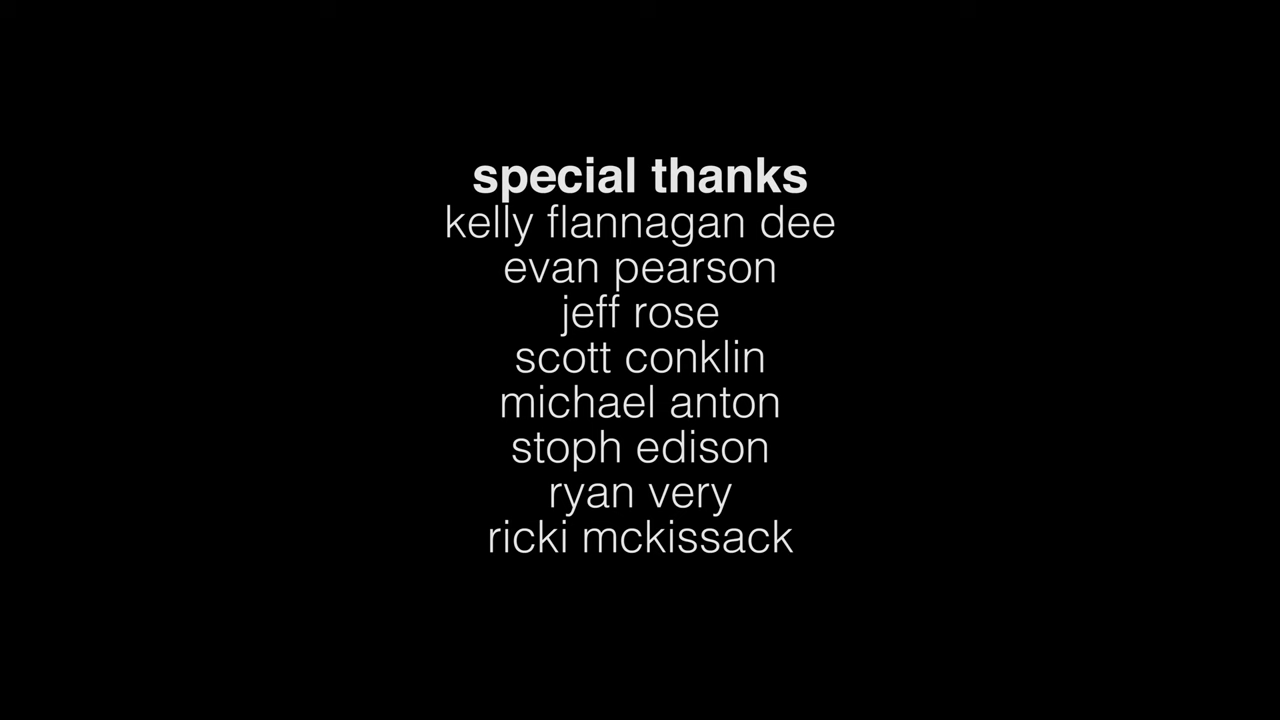 special thanks
kelly flannagan dee
evan pearson
jeff rose
scott conklin
michael anton
stoph edison
ryan very
ricki mckissack